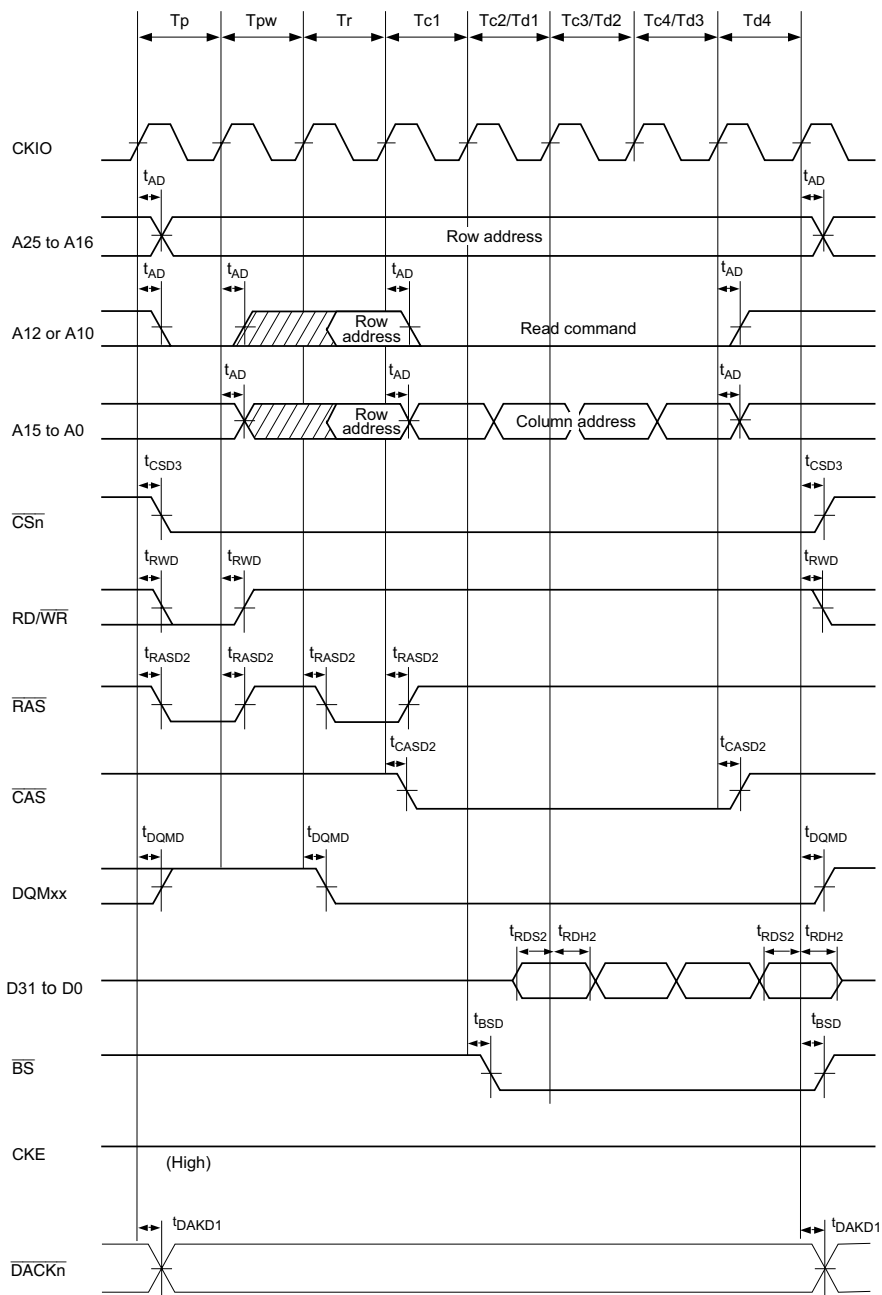 Tp Tpw Tr Tc1 Tc2/Td1 Tc3/Td2 Tc4/Td3 Td4
CKIO
tAD tAD
A25 to A16 Row address
tAD tAD tAD tAD
A12 or A10 Row address Read command
tAD tAD tAD
A15 to A0 Row address Column address
tCSD3 tCSD3
CSn
tRWD tRWD tRWD
RD/WR
tRASD2 tRASD2 tRASD2 tRASD2
RAS
tCASD2 tCASD2
CAS
tDQMD tDQMD tDQMD
DQMxx
tRDS2 tRDH2 tRDS2 tRDH2
D31 to D0
tBSD tBSD
BS
CKE
(High)
tDAKD1 tDAKD1
DACKn